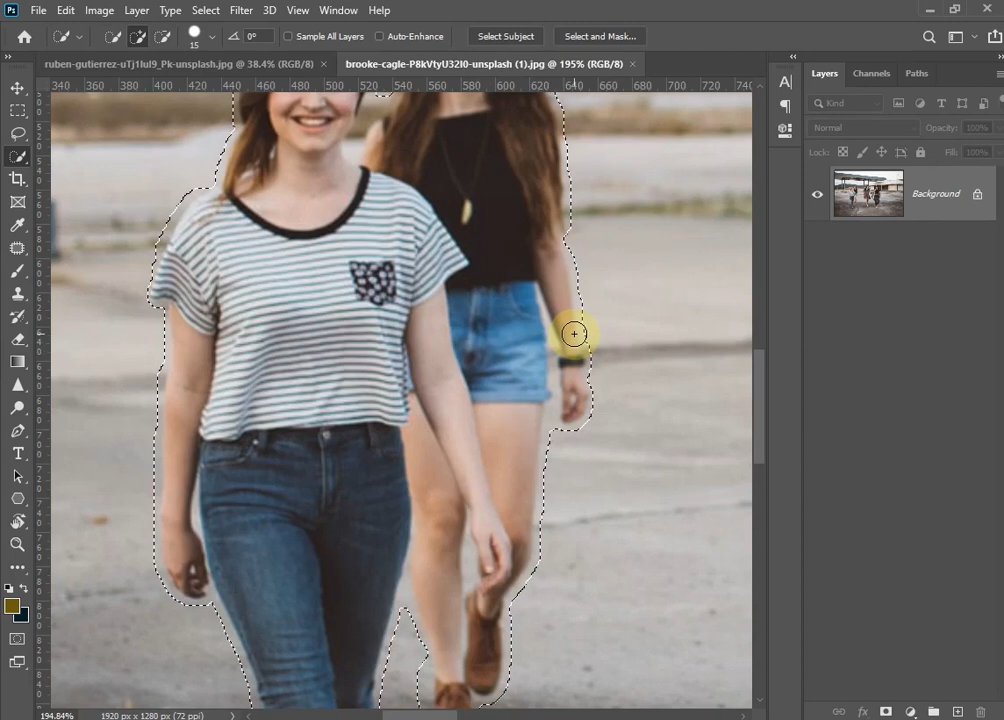 Ps File Edit Image Layer Type Select Filter 3D View Window Help
15 0° Sample All Layers Auto-Enhance Select Subject Select and Mask...
ruben-gutierrez-uTj1lul9_Pk-unsplash.jpg @ 38.4% (RGB/8) × brooke-cagle-P8kVtyU32I0-unsplash (1).jpg @ 195% (RGB/8) ×
340 360 380 400 420 440 460 480 500 520 540 560 580 600 620 640 660 680 700 720 740
Layers Channels Paths
Kind
Normal Opacity: 100%
Lock: Fill: 100%
Background
fx
194.84% 1920 px x 1280 px (72 ppi)